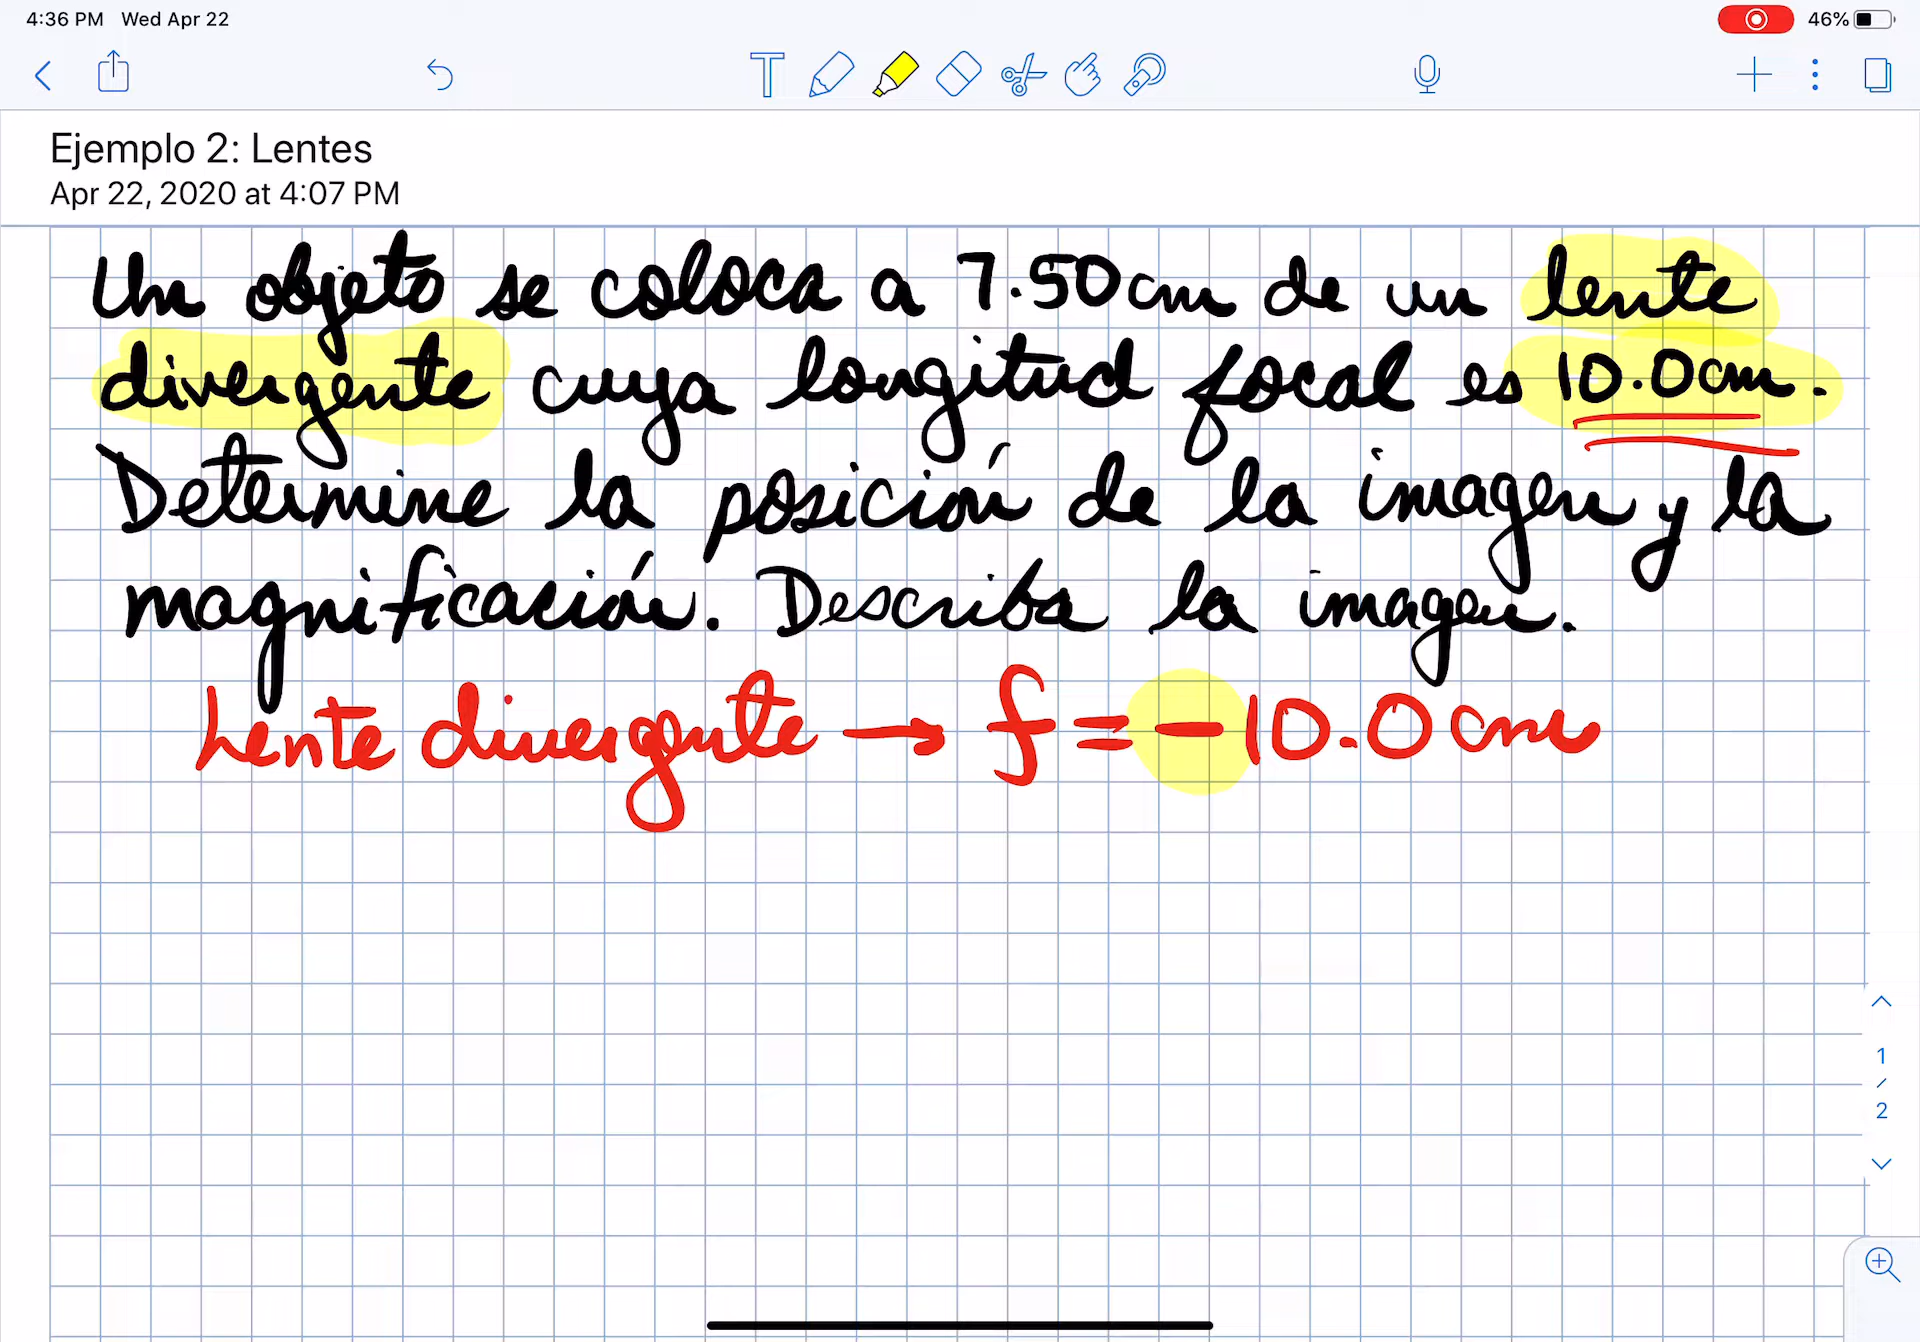 4:36 PM Wed Apr 22 46%
Ejemplo 2: Lentes
Apr 22, 2020 at 4:07 PM
Un objeto se coloca a 7.50cm de un lente
divergente cuya longitud focal es 10.0cm.
Determine la posición de la imagen y la
magnificación. Describa la imagen.
Lente divergente → f = -10.0cm
1
/
2